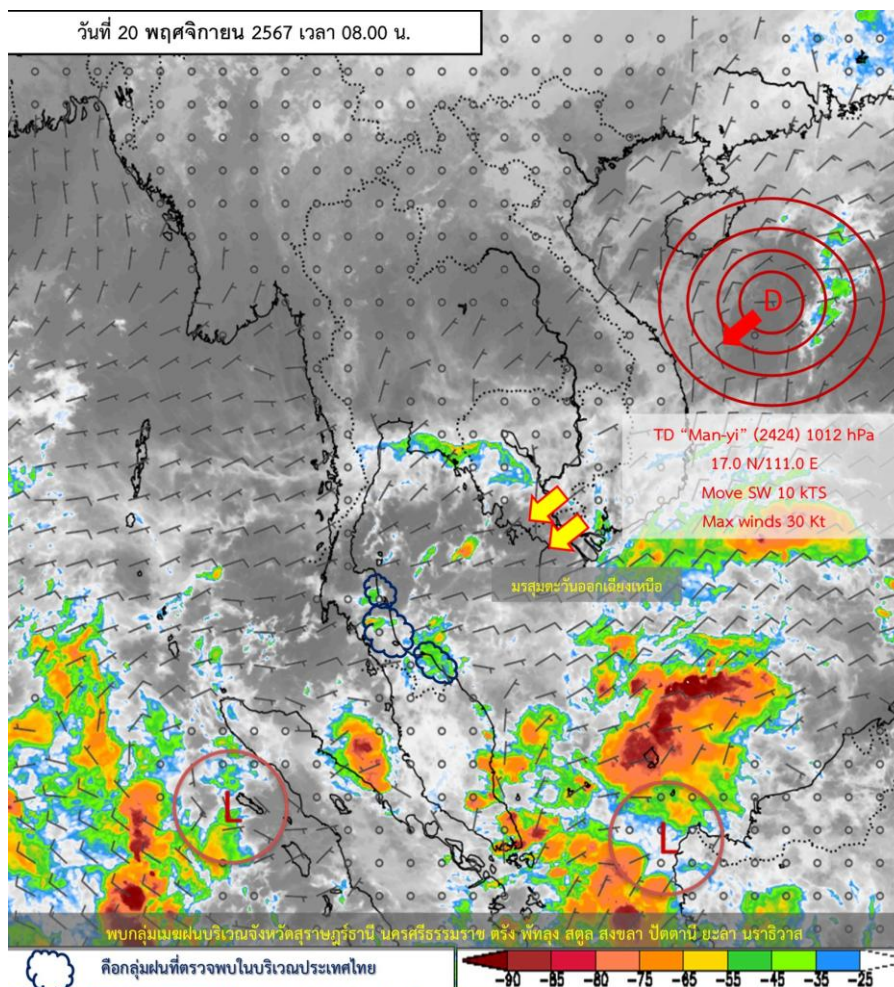 วันที่ 20 พฤศจิกายน 2567 เวลา 08.00 น.
D
TD “Man-yi” (2424) 1012 hPa
17.0 N/111.0 E
Move SW 10 kTS
Max winds 30 Kt
มรสุมตะวันออกเฉียงเหนือ
L
L
พบกลุ่มเมฆฝนบริเวณจังหวัดสุราษฎร์ธานี นครศรีธรรมราช ตรัง พัทลุง สตูล สงขลา ปัตตานี ยะลา นราธิวาส
คือกลุ่มฝนที่ตรวจพบในบริเวณประเทศไทย
-90 -85 -80 -75 -65 -55 -45 -35 -25